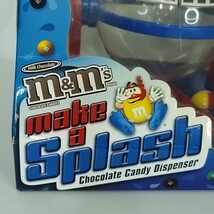 Milk Chocolate
m&m's
make
a
Splash
Chocolate Candy Dispenser